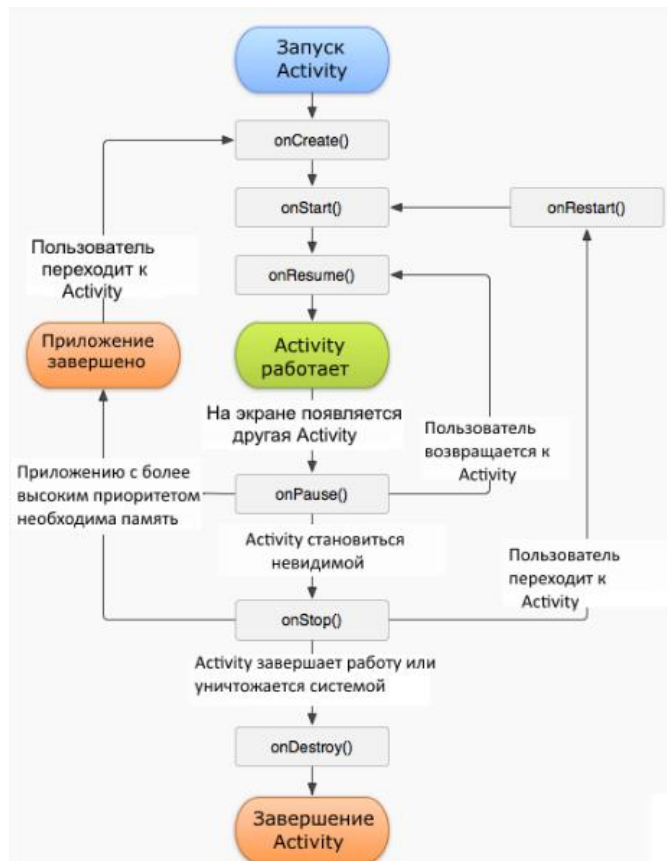 Запуск
Activity
onCreate()
onStart()
onRestart()
Пользователь
переходит к
Activity
onResume()
Приложение
завершено
Activity
работает
На экране появляется
другая Activity
Пользователь
возвращается к
Activity
Приложению с более
высоким приоритетом
необходима память
onPause()
Activity становиться
невидимой
Пользователь
переходит к
Activity
onStop()
Activity завершает работу или
уничтожается системой
onDestroy()
Завершение
Activity